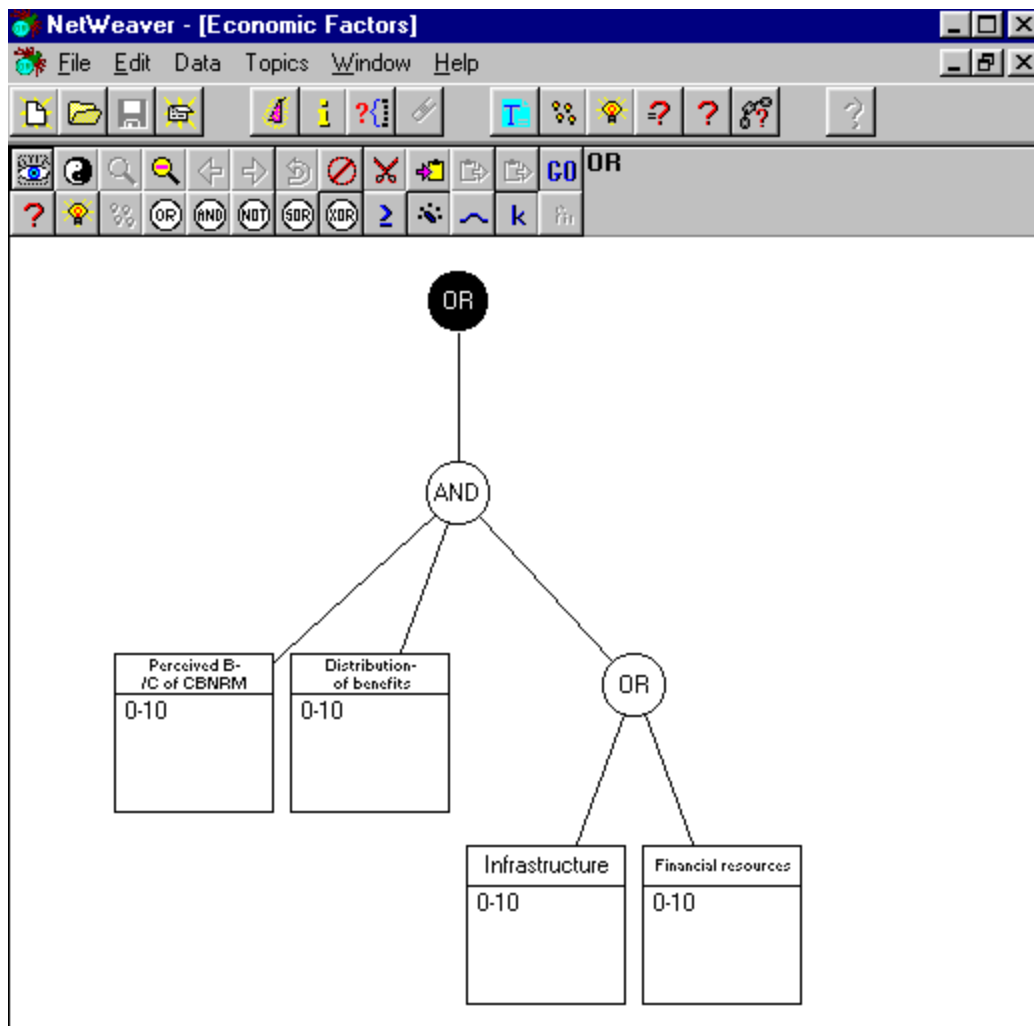 NetWeaver - [Economic Factors]
File Edit Data Topics Window Help
T
GO OR
OR AND NOT SOR XOR k
OR
AND
Perceived B-
/C of CBNRM
0-10
Distribution-
of benefits
0-10
OR
Infrastructure
0-10
Financial resources
0-10